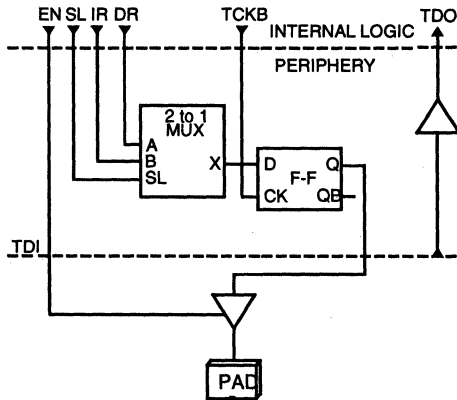 EN SL IR DR TCKB TDO
INTERNAL LOGIC
PERIPHERY
2 to 1
MUX
A
B
SL
X
D
Q
F-F
CK
QB
TDI
PAD